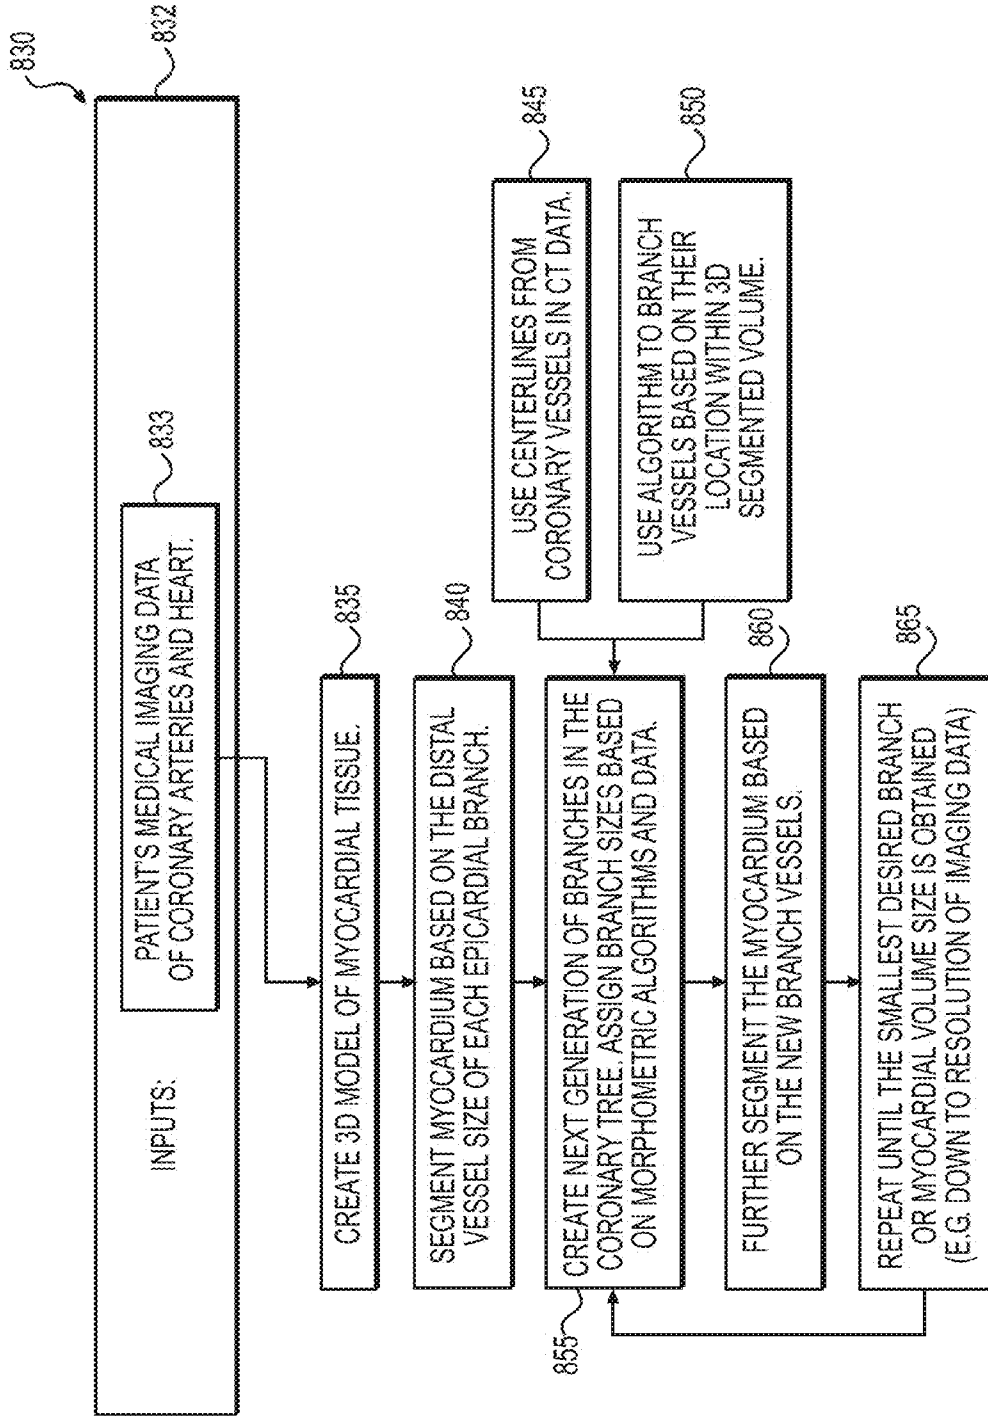 830
832
INPUTS:
833
PATIENT'S MEDICAL IMAGING DATA
OF CORONARY ARTERIES AND HEART.
835
CREATE 3D MODEL OF MYOCARDIAL TISSUE.
840
SEGMENT MYOCARDIUM BASED ON THE DISTAL
VESSEL SIZE OF EACH EPICARDIAL BRANCH.
845
USE CENTERLINES FROM
CORONARY VESSELS IN CT DATA.
850
USE ALGORITHM TO BRANCH
VESSELS BASED ON THEIR
LOCATION WITHIN 3D
SEGMENTED VOLUME.
855
CREATE NEXT GENERATION OF BRANCHES IN THE
CORONARY TREE. ASSIGN BRANCH SIZES BASED
ON MORPHOMETRIC ALGORITHMS AND DATA.
860
FURTHER SEGMENT THE MYOCARDIUM BASED
ON THE NEW BRANCH VESSELS.
865
REPEAT UNTIL THE SMALLEST DESIRED BRANCH
OR MYOCARDIAL VOLUME SIZE IS OBTAINED
(E.G. DOWN TO RESOLUTION OF IMAGING DATA)